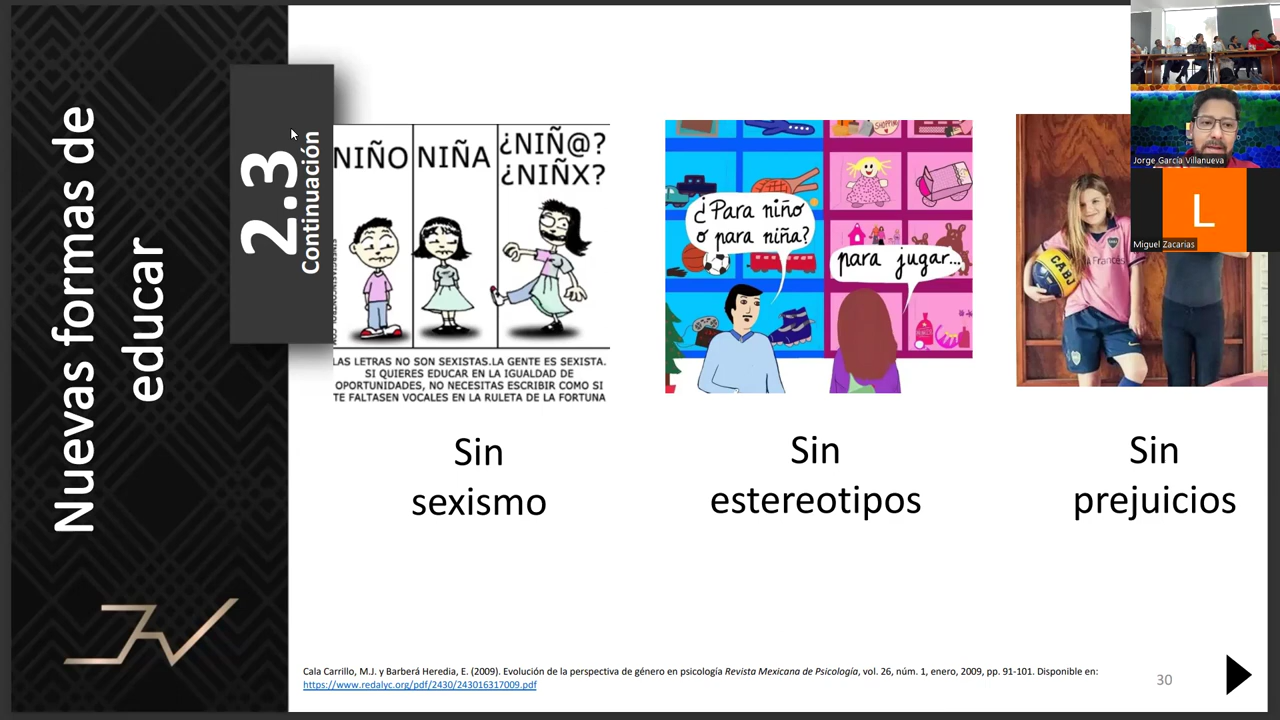 Nuevas formas de
educar
2.3
Continuación
NIÑO
NIÑA
¿NIÑ@?
¿NIÑX?
LAS LETRAS NO SON SEXISTAS.LA GENTE ES SEXISTA.
SI QUIERES EDUCAR EN LA IGUALDAD DE
OPORTUNIDADES, NO NECESITAS ESCRIBIR COMO SI
TE FALTASEN VOCALES EN LA RULETA DE LA FORTUNA
Sin
sexismo
SHOPPING
¿Para niño
o para niña?
para jugar...
Sin
estereotipos
CABJ
Francés
Sin
prejuicios
Jorge García Villanueva
L
Miguel Zacarias
Cala Carrillo, M.J. y Barberá Heredia, E. (2009). Evolución de la perspectiva de género en psicología Revista Mexicana de Psicología, vol. 26, núm. 1, enero, 2009, pp. 91-101. Disponible en:
https://www.redalyc.org/pdf/2430/243016317009.pdf
30